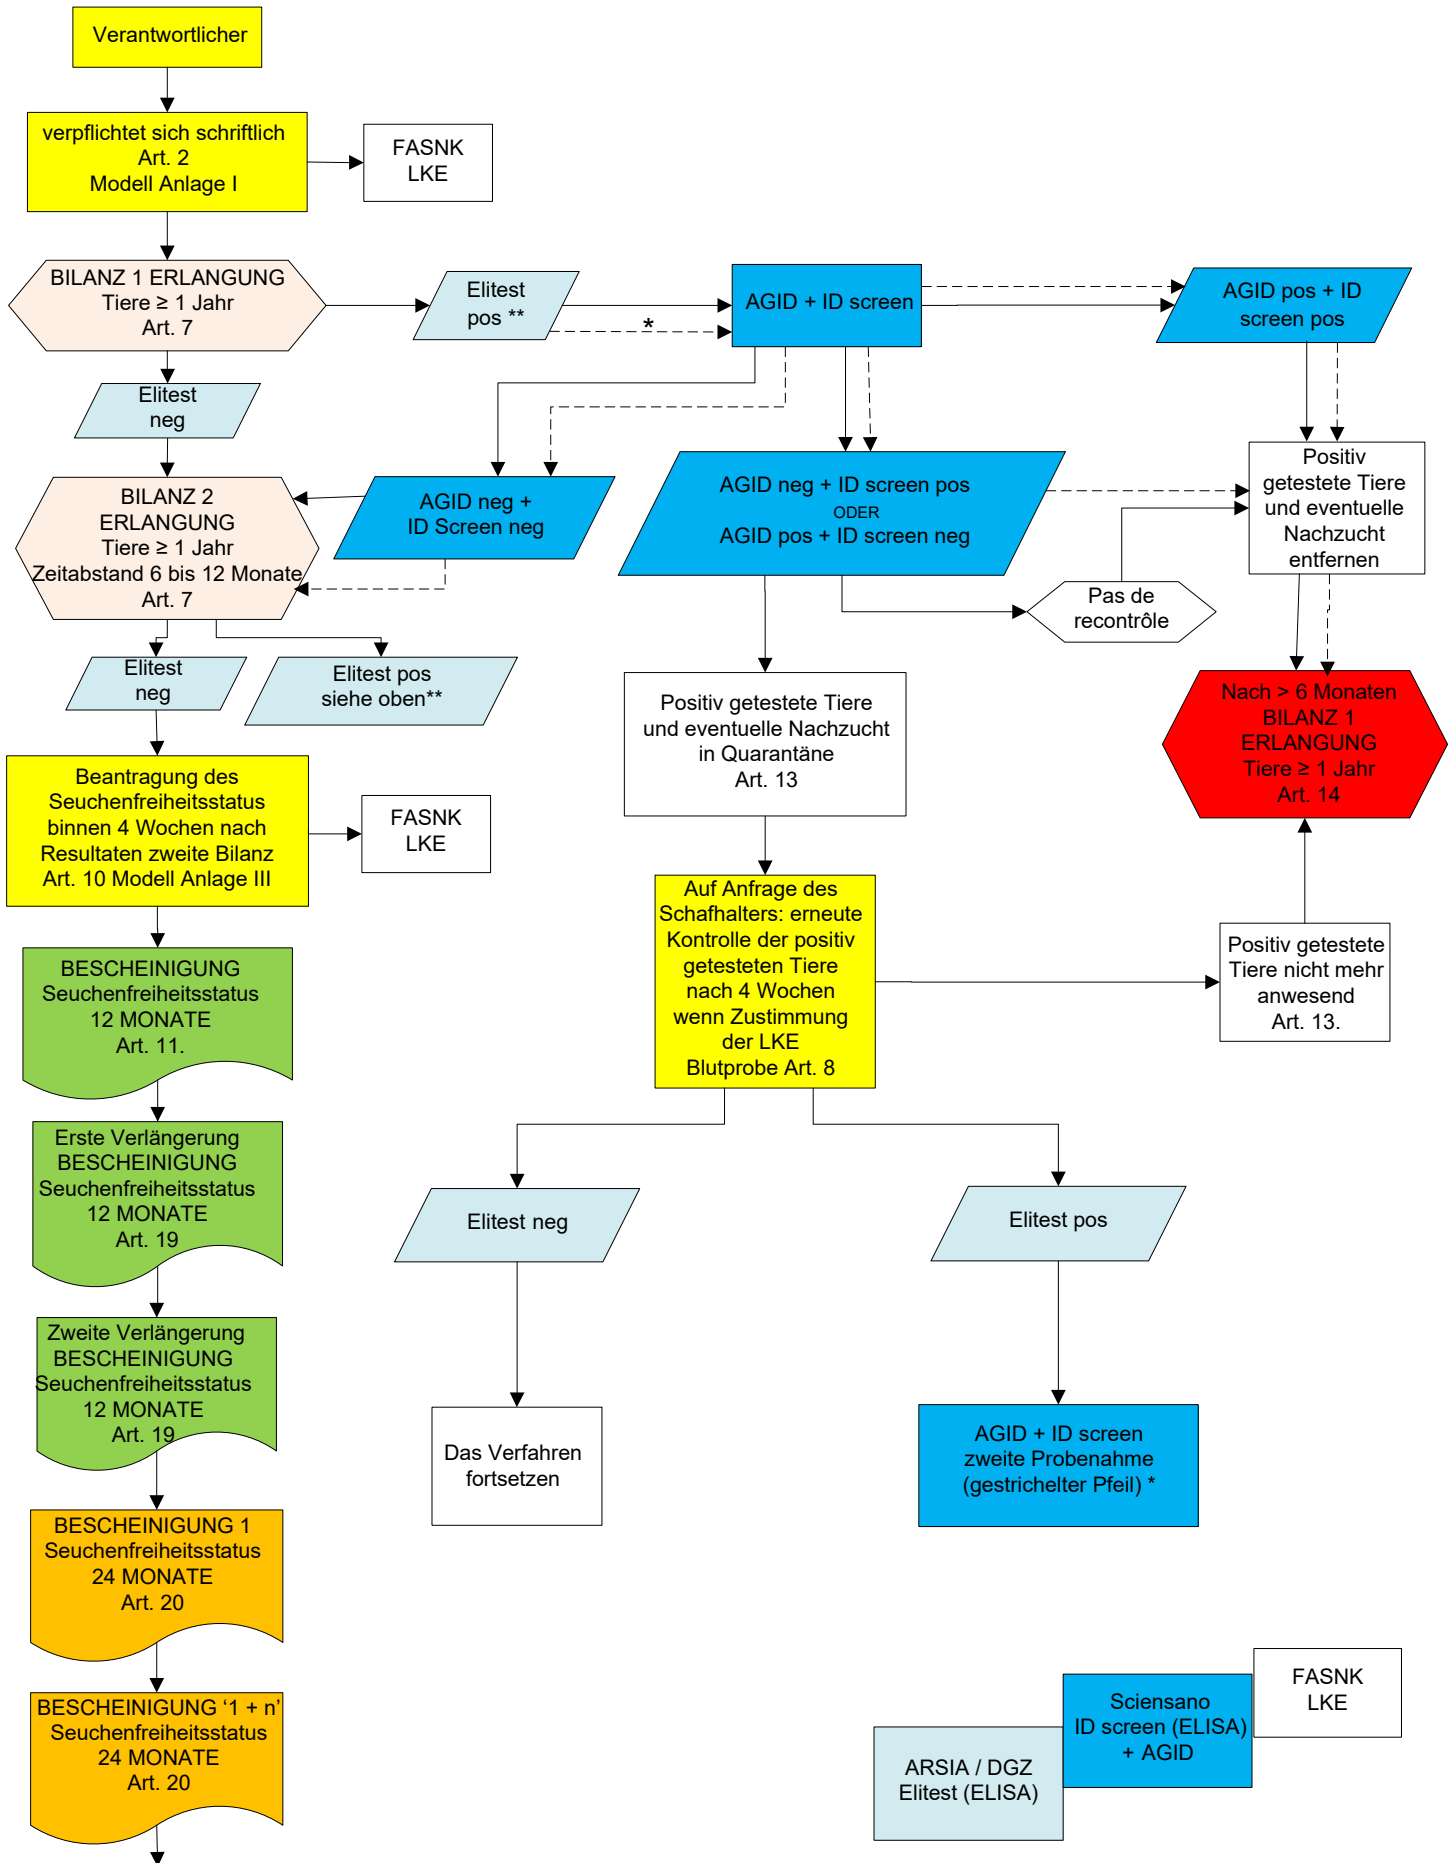 Verantwortlicher
verpflichtet sich schriftlich
Art. 2
Modell Anlage I
FASNK
LKE
BILANZ 1 ERLANGUNG
Tiere ≥ 1 Jahr
Art. 7
Elitest
pos **
*
AGID + ID screen
AGID pos + ID
screen pos
Elitest
neg
BILANZ 2
ERLANGUNG
Tiere ≥ 1 Jahr
Zeitabstand 6 bis 12 Monate
Art. 7
AGID neg +
ID Screen neg
AGID neg + ID screen pos
ODER
AGID pos + ID screen neg
Positiv
getestete Tiere
und eventuelle
Nachzucht
entfernen
Pas de
recontrôle
Elitest
neg
Elitest pos
siehe oben**
Positiv getestete Tiere
und eventuelle Nachzucht
in Quarantäne
Art. 13
Nach > 6 Monaten
BILANZ 1
ERLANGUNG
Tiere ≥ 1 Jahr
Art. 14
Beantragung des
Seuchenfreiheitsstatus
binnen 4 Wochen nach
Resultaten zweite Bilanz
Art. 10 Modell Anlage III
FASNK
LKE
Auf Anfrage des
Schafhalters: erneute
Kontrolle der positiv
getesteten Tiere
nach 4 Wochen
wenn Zustimmung
der LKE
Blutprobe Art. 8
Positiv getestete
Tiere nicht mehr
anwesend
Art. 13.
BESCHEINIGUNG
Seuchenfreiheitsstatus
12 MONATE
Art. 11.
Erste Verlängerung
BESCHEINIGUNG
Seuchenfreiheitsstatus
12 MONATE
Art. 19
Elitest neg
Elitest pos
Zweite Verlängerung
BESCHEINIGUNG
Seuchenfreiheitsstatus
12 MONATE
Art. 19
Das Verfahren
fortsetzen
AGID + ID screen
zweite Probenahme
(gestrichelter Pfeil) *
BESCHEINIGUNG 1
Seuchenfreiheitsstatus
24 MONATE
Art. 20
BESCHEINIGUNG ‘1 + n’
Seuchenfreiheitsstatus
24 MONATE
Art. 20
ARSIA / DGZ
Elitest (ELISA)
Sciensano
ID screen (ELISA)
+ AGID
FASNK
LKE